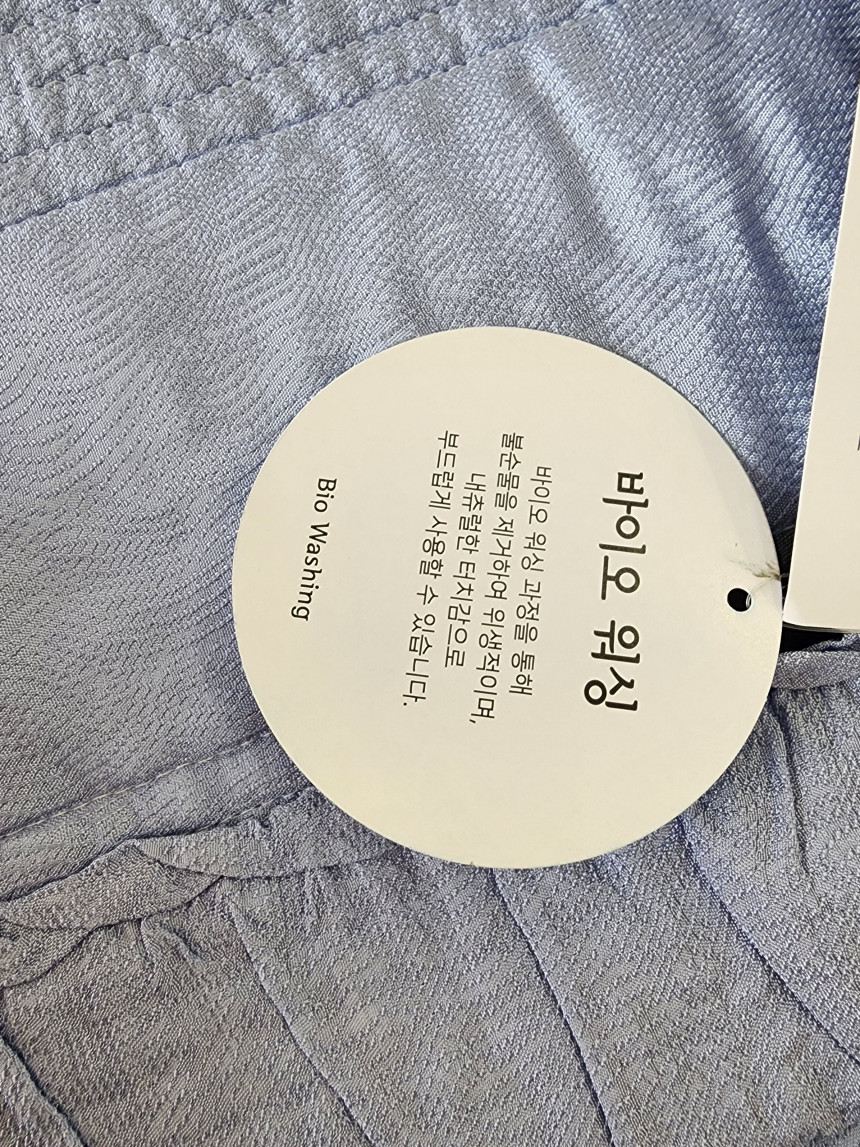 바이오 워싱
바이오 워싱 과정을 통해
불순물을 제거하여 위생적이며,
내츄럴한 터치감으로
부드럽게 사용할 수 있습니다.
Bio Washing